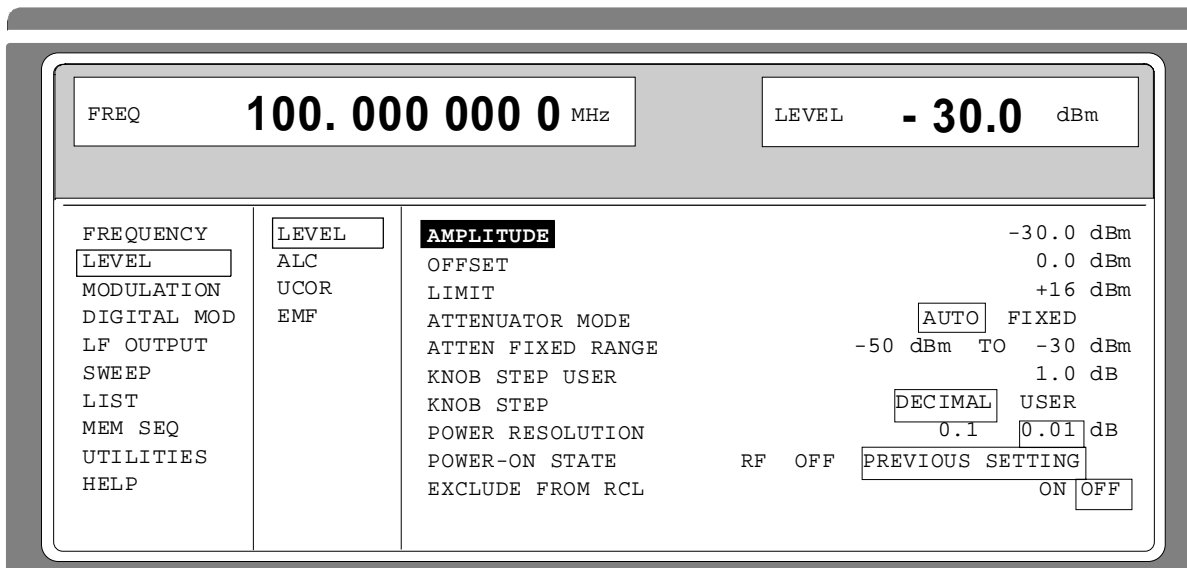 FREQ 100. 000 000 0 MHz LEVEL - 30.0 dBm
FREQUENCY
LEVEL
MODULATION
DIGITAL MOD
LF OUTPUT
SWEEP
LIST
MEM SEQ
UTILITIES
HELP
LEVEL
ALC
UCOR
EMF
AMPLITUDE -30.0 dBm
OFFSET 0.0 dBm
LIMIT +16 dBm
ATTENUATOR MODE AUTO FIXED
ATTEN FIXED RANGE -50 dBm TO -30 dBm
KNOB STEP USER 1.0 dB
KNOB STEP DECIMAL USER
POWER RESOLUTION 0.1 0.01 dB
POWER-ON STATE RF OFF PREVIOUS SETTING
EXCLUDE FROM RCL ON OFF